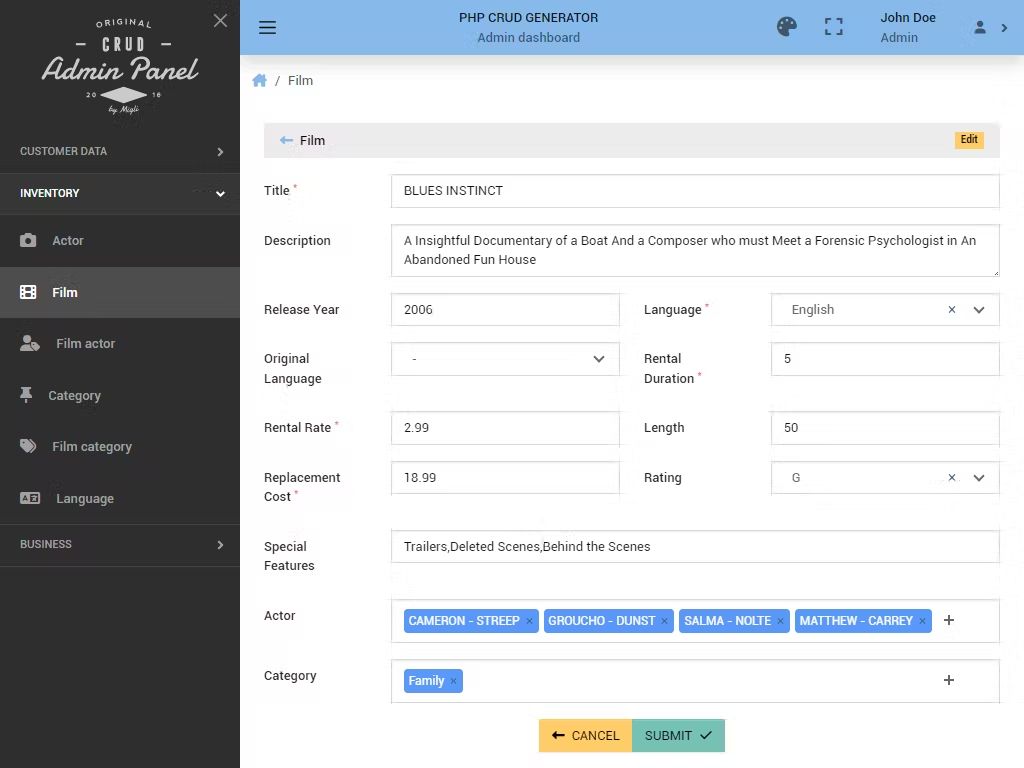 ORIGINAL
CRUD
Admin Panel
20 16
by Migli
CUSTOMER DATA
INVENTORY
Actor
Film
Film actor
Category
Film category
Language
BUSINESS
PHP CRUD GENERATOR
Admin dashboard
John Doe
Admin
/ Film
Film
Edit
Title *
BLUES INSTINCT
Description
A Insightful Documentary of a Boat And a Composer who must Meet a Forensic Psychologist in An
Abandoned Fun House
Release Year
2006
Language *
English ×
Original
Language
-
Rental
Duration *
5
Rental Rate *
2.99
Length
50
Replacement
Cost *
18.99
Rating
G ×
Special
Features
Trailers,Deleted Scenes,Behind the Scenes
Actor
CAMERON - STREEP × GROUCHO - DUNST × SALMA - NOLTE × MATTHEW - CARREY × +
Category
Family × +
CANCEL
SUBMIT